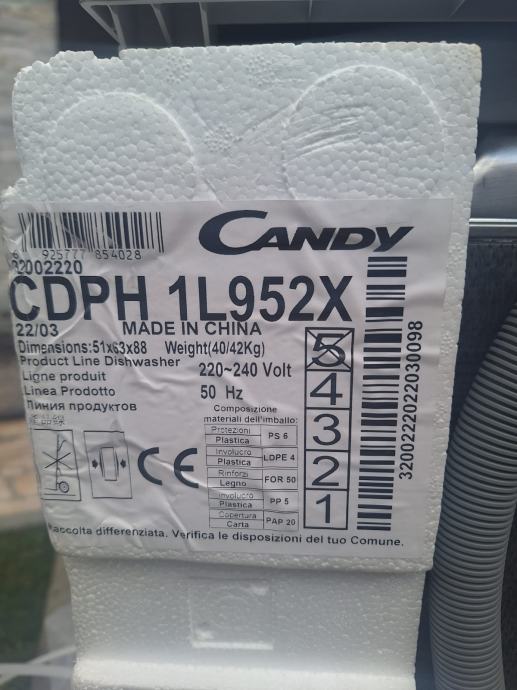 CANDY
925777 854028
32002220
CDPH 1L952X
22/03 MADE IN CHINA
Dimensions:51x63x88 Weight(40/42Kg)
Product Line Dishwasher
Ligne produit
Linea Prodotto
Линия продуктов
220~240 Volt
50 Hz
Composizione
materiali dell'imballo:
Protezioni
Plastica
PS 6
Involucro
Plastica
LDPE 4
Rinforzi
Legno
FOR 50
Involucro
Plastica
PP 5
Copertura
Carta
PAP 20
CE
5
4
3
2
1
3200222022030098
Raccolta differenziata. Verifica le disposizioni del tuo Comune.